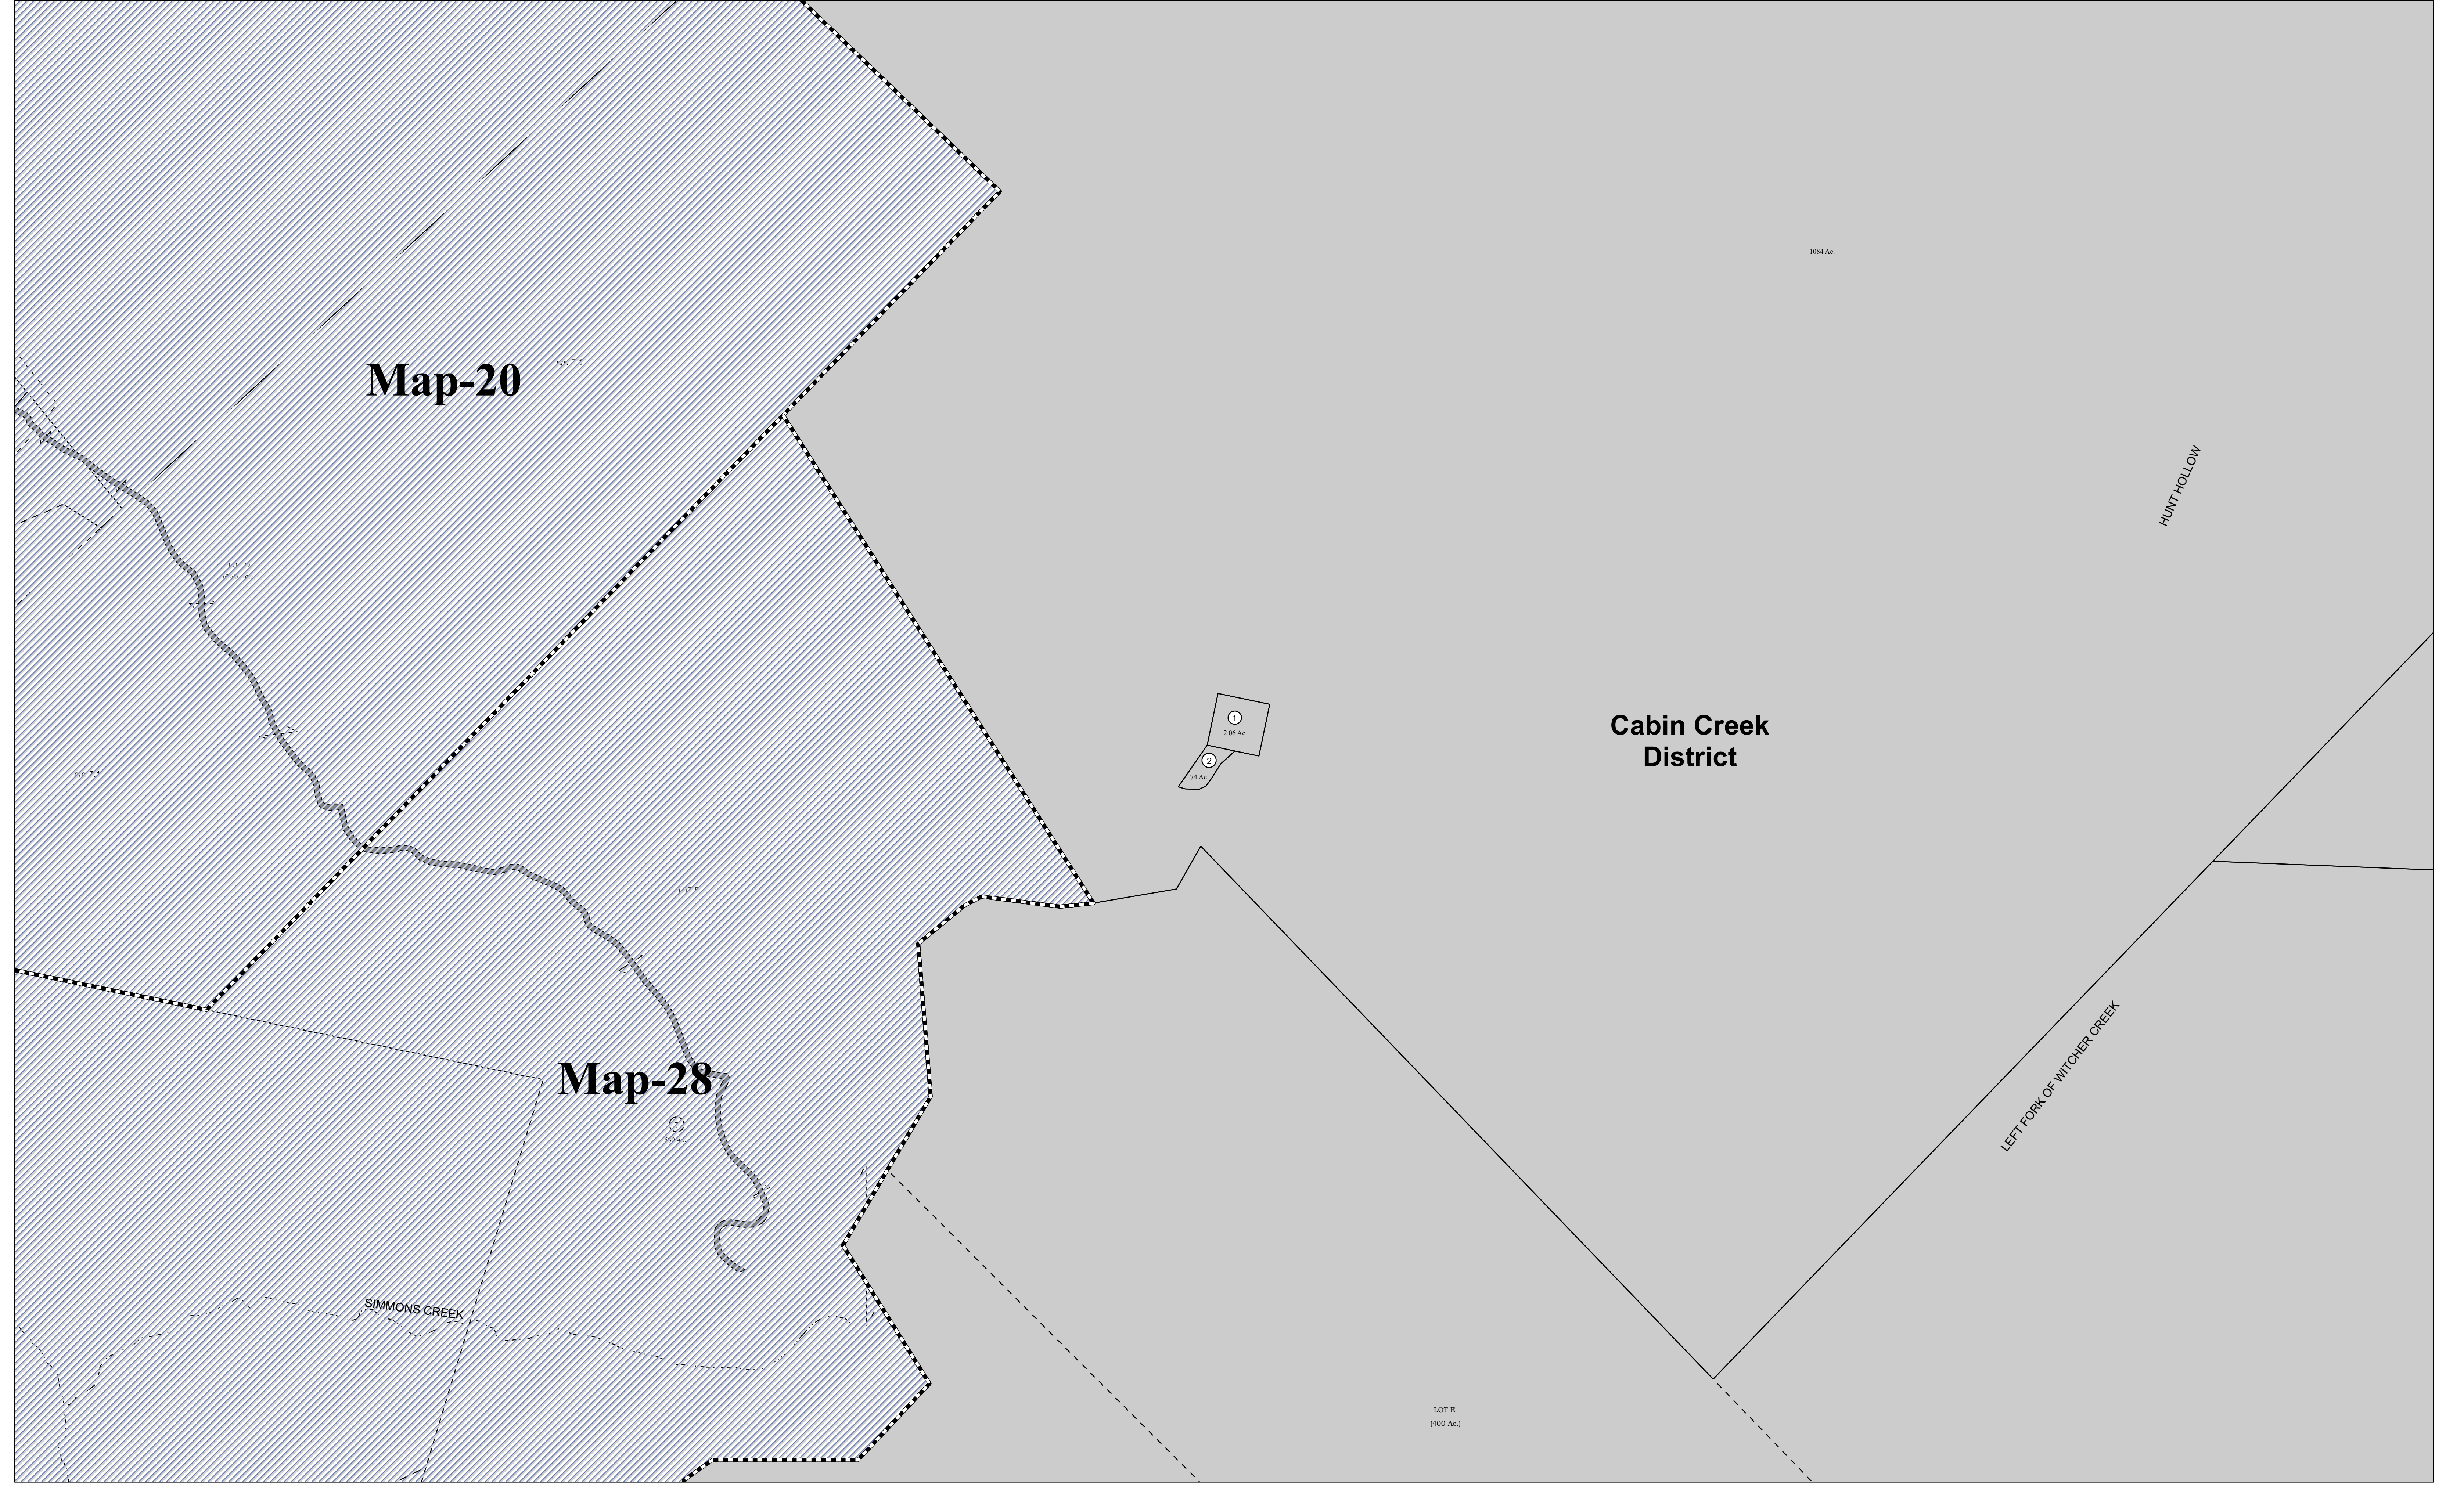 1084 Ac.
Map-20
HUNT HOLLOW
1
2.06 Ac.
Cabin Creek
District
2
.74 Ac.
LEFT FORK OF WITCHER CREEK
Map-28
SIMMONS CREEK
LOT E
(400 Ac.)